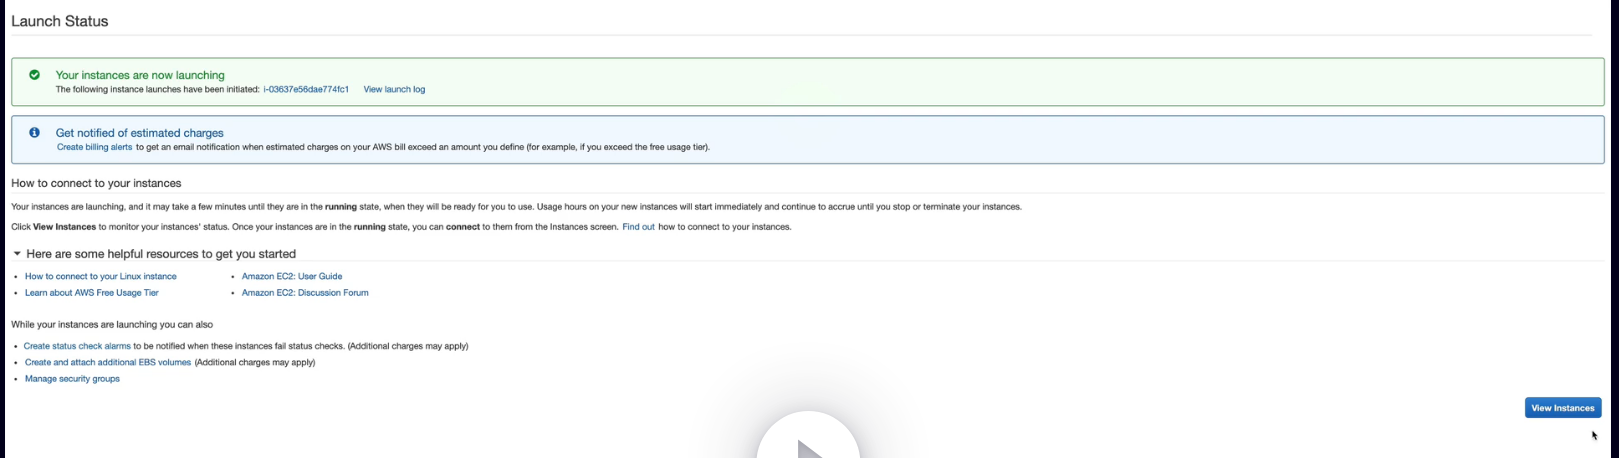 Launch Status
Your instances are now launching
The following instance launches have been initiated: i-03637e56dae774fc1 View launch log
Get notified of estimated charges
Create billing alerts to get an email notification when estimated charges on your AWS bill exceed an amount you define (for example, if you exceed the free usage tier).
How to connect to your instances
Your instances are launching, and it may take a few minutes until they are in the running state, when they will be ready for you to use. Usage hours on your new instances will start immediately and continue to accrue until you stop or terminate your instances.
Click View Instances to monitor your instances' status. Once your instances are in the running state, you can connect to them from the Instances screen. Find out how to connect to your instances.
Here are some helpful resources to get you started
• How to connect to your Linux instance • Amazon EC2: User Guide
• Learn about AWS Free Usage Tier • Amazon EC2: Discussion Forum
While your instances are launching you can also
• Create status check alarms to be notified when these instances fail status checks. (Additional charges may apply)
• Create and attach additional EBS volumes (Additional charges may apply)
• Manage security groups
View Instances